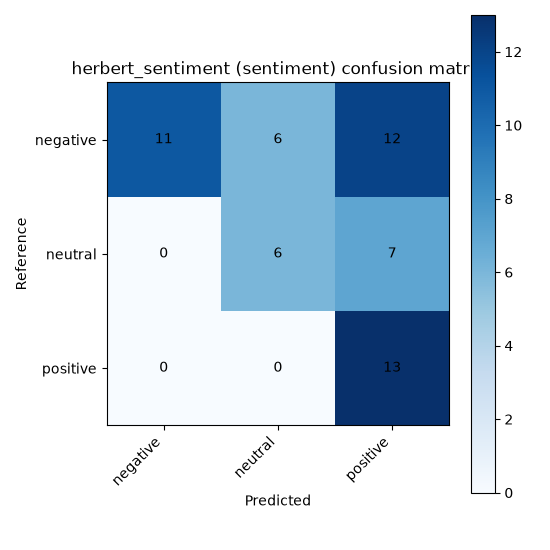 herbert_sentiment (sentiment) confusion matr
negative 11 6 12
neutral 0 6 7
positive 0 0 13
negative neutral positive
Predicted
Reference
12
10
8
6
4
2
0